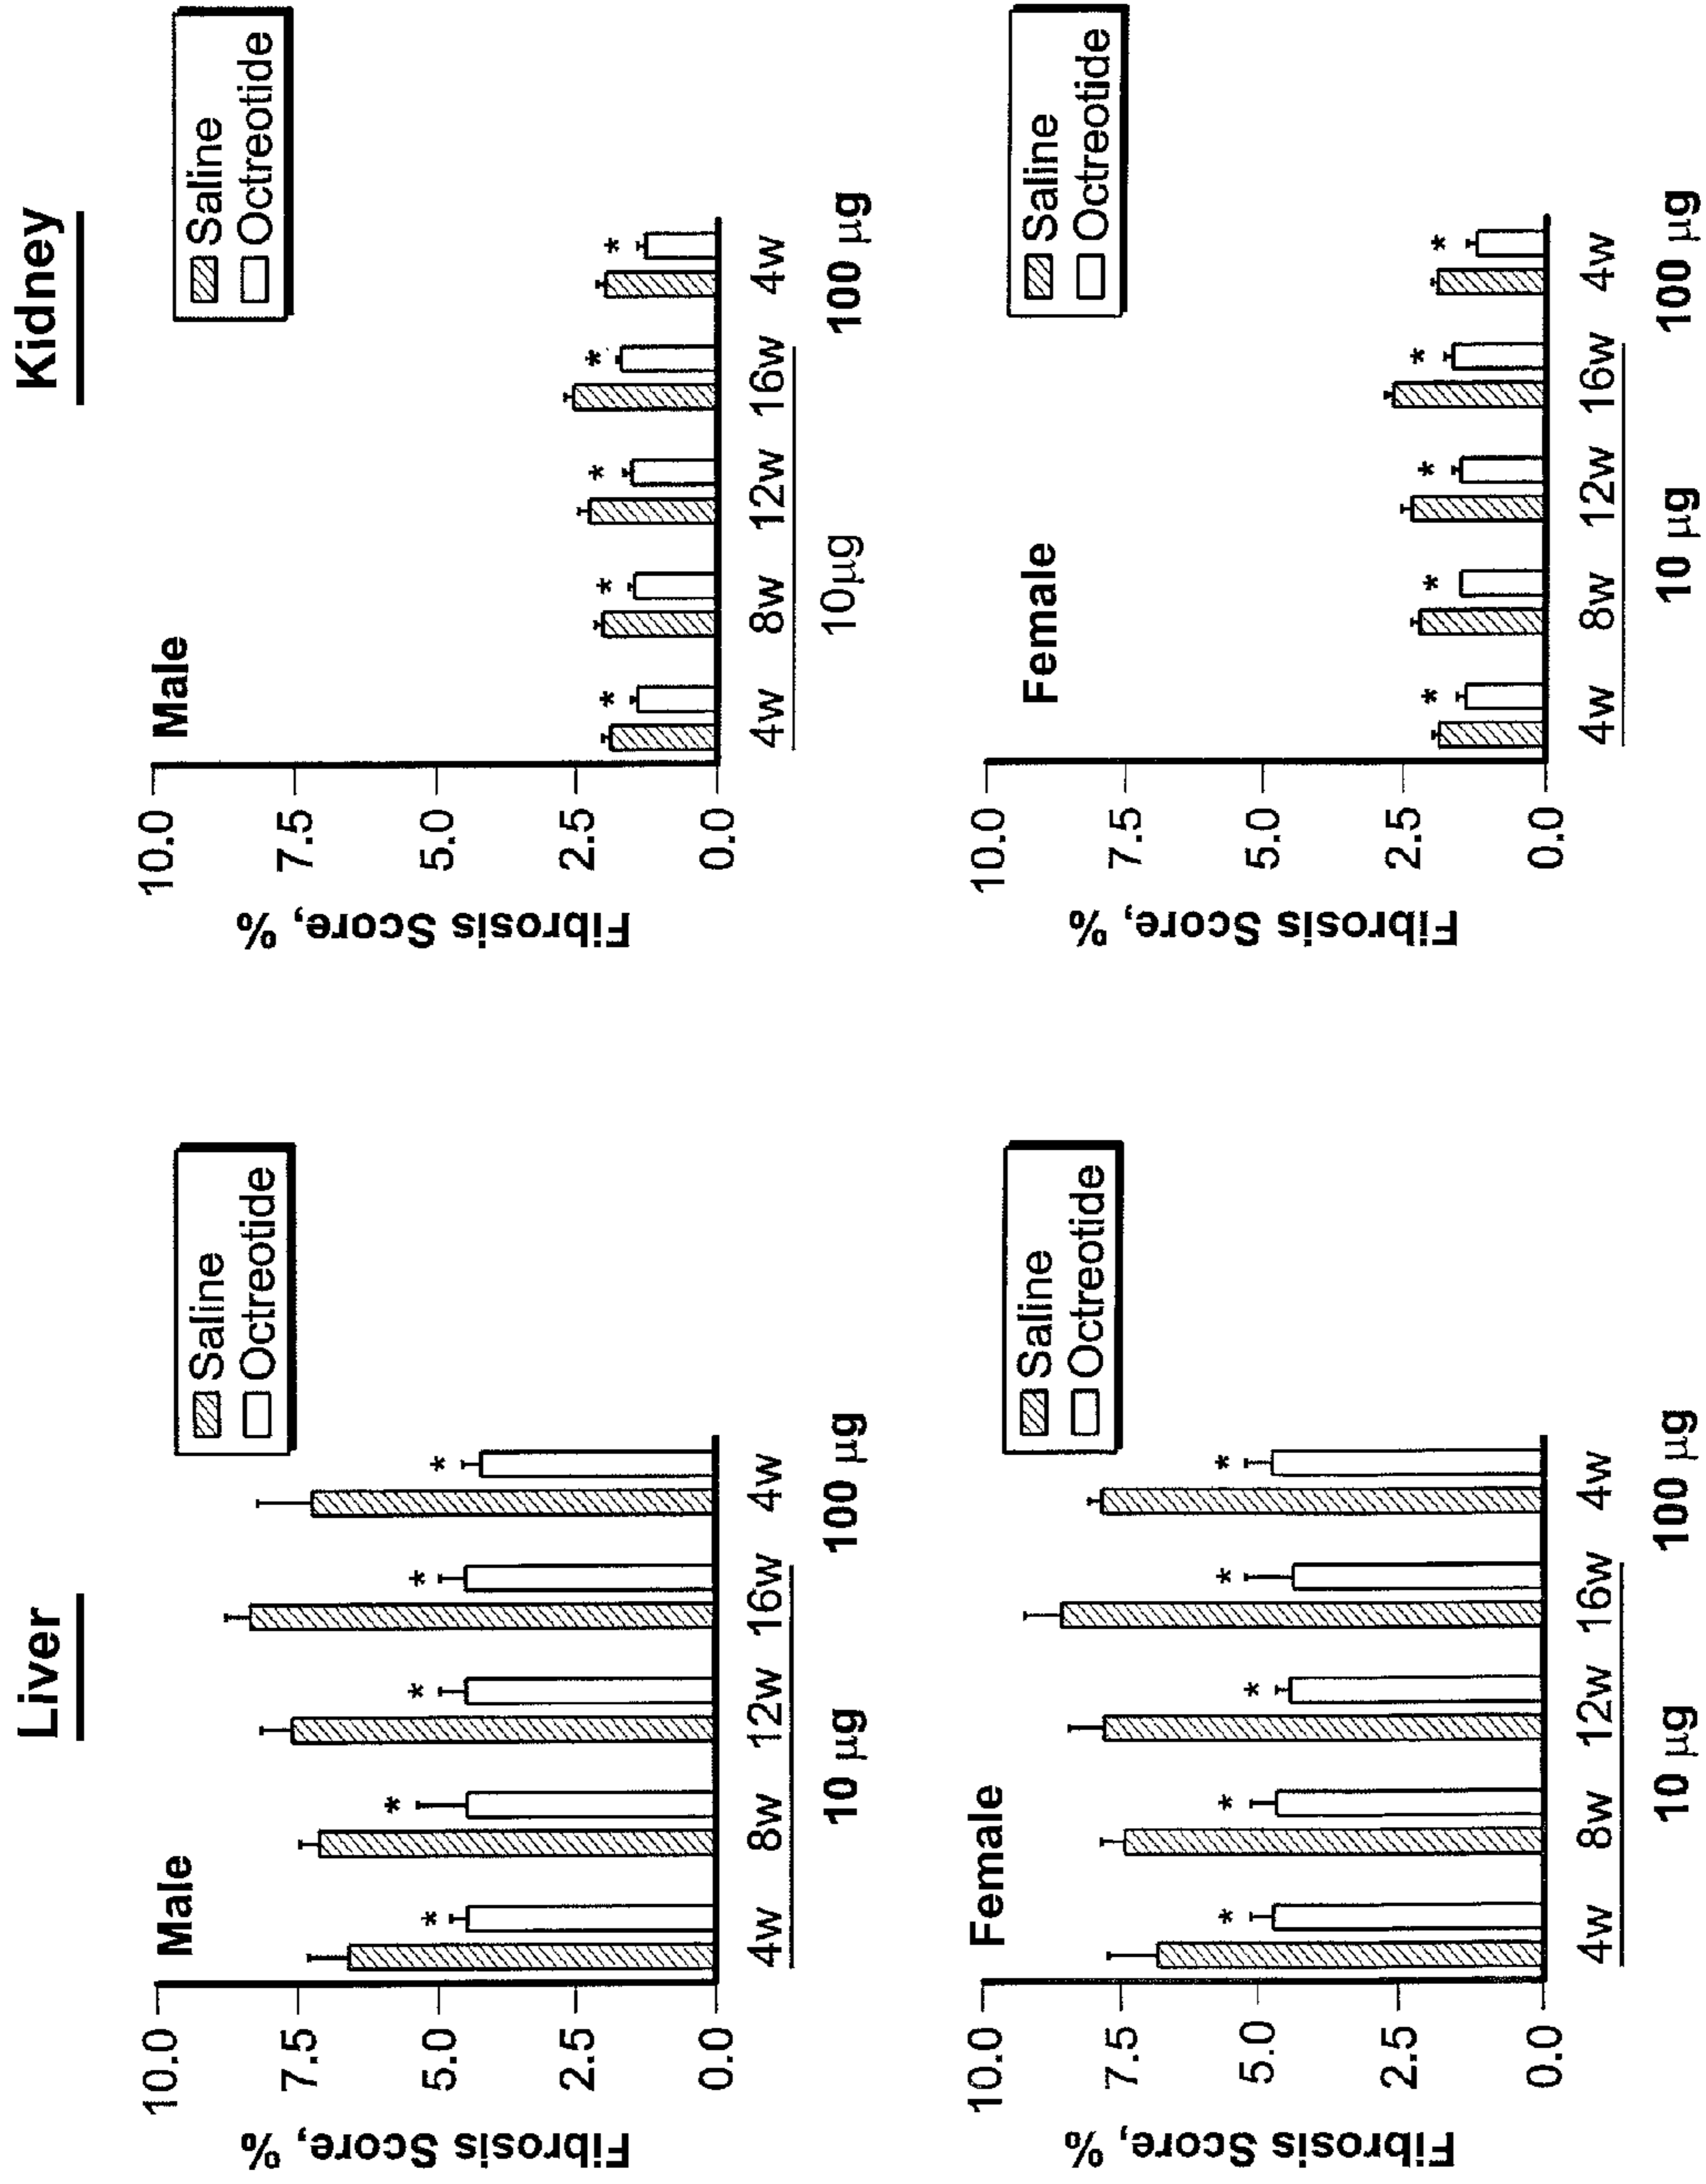 Liver
Male
Saline
Octreotide
* * * * *
10.0
7.5
5.0
2.5
0.0
Fibrosis Score, %
4w 8w 12w 16w 4w
10 µg 100 µg
Female
Saline
Octreotide
* * * * *
10.0
7.5
5.0
2.5
0.0
Fibrosis Score, %
4w 8w 12w 16w 4w
10 µg 100 µg
Kidney
Male
Saline
Octreotide
* * * * *
10.0
7.5
5.0
2.5
0.0
Fibrosis Score, %
4w 8w 12w 16w 4w
10µg 100 µg
Female
Saline
Octreotide
* * * * *
10.0
7.5
5.0
2.5
0.0
Fibrosis Score, %
4w 8w 12w 16w 4w
10 µg 100 µg